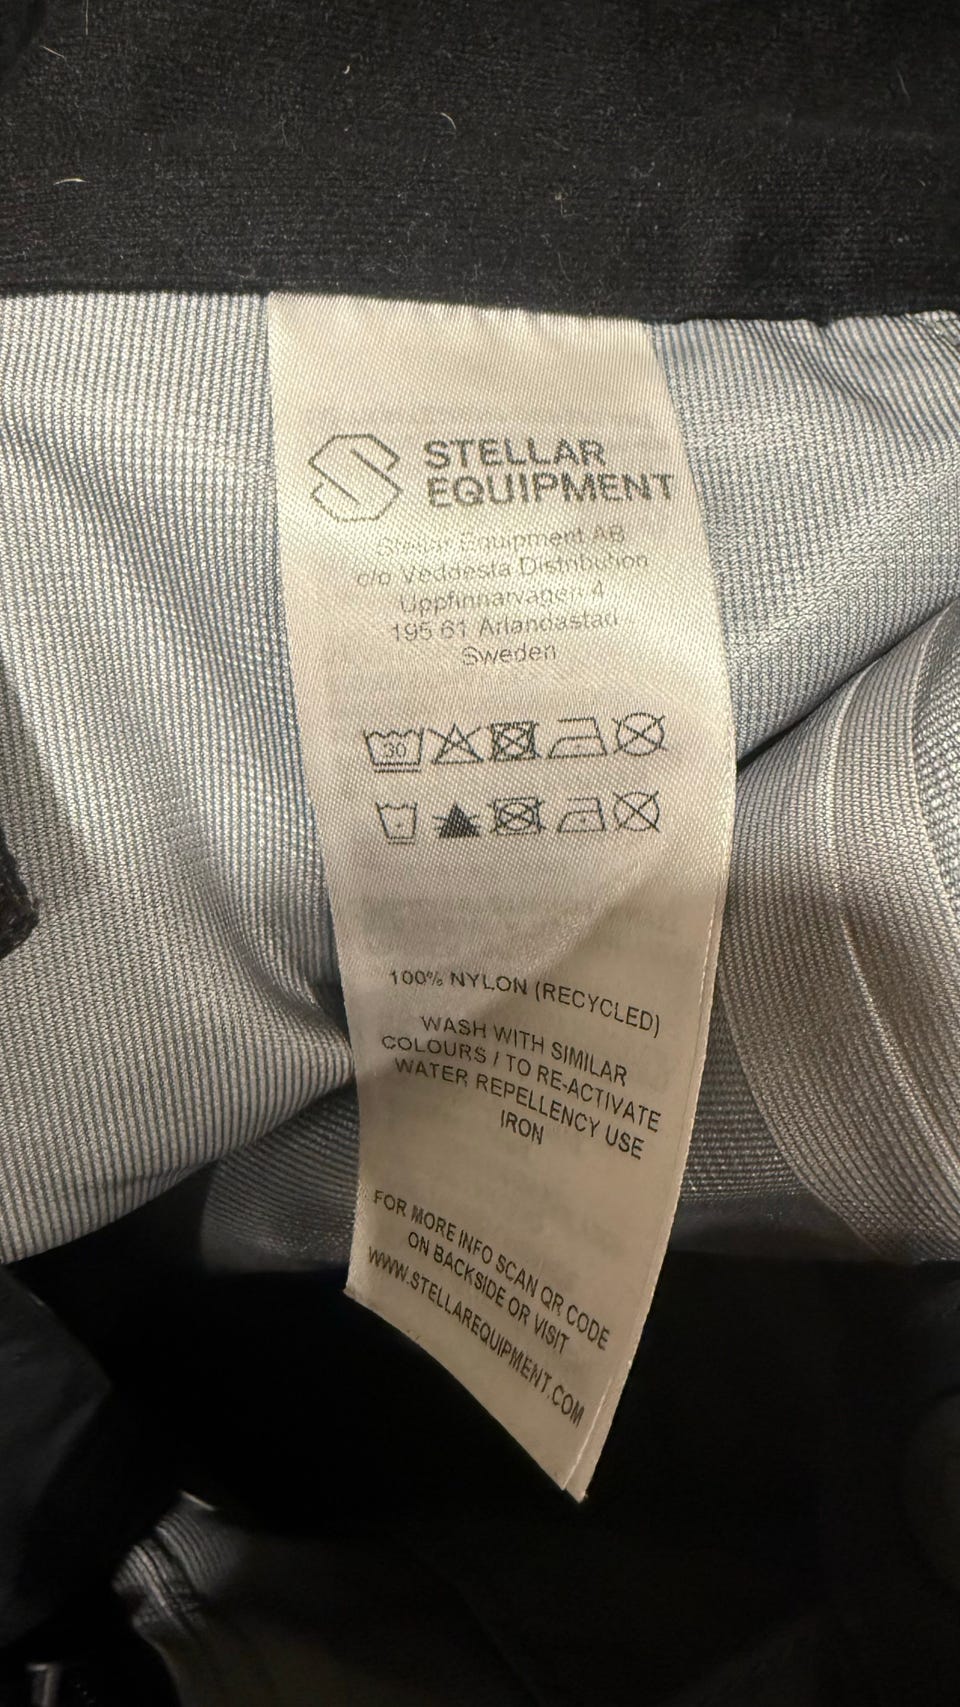 STELLAR
EQUIPMENT
Stellar Equipment AB
c/o Veddesta Distribution
Uppfinnarvägen 4
195 61 Arlandastad
Sweden
30
100% NYLON (RECYCLED)
WASH WITH SIMILAR
COLOURS / TO RE-ACTIVATE
WATER REPELLENCY USE
IRON
FOR MORE INFO SCAN QR CODE
ON BACKSIDE OR VISIT
WWW.STELLAREQUIPMENT.COM